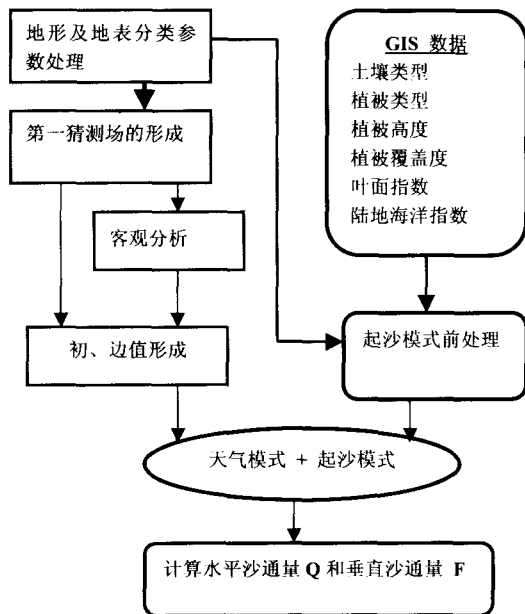 地形及地表分类参
数处理
第一猜测场的形成
客观分析
初、边值形成
GIS 数据
土壤类型
植被类型
植被高度
植被覆盖度
叶面指数
陆地海洋指数
起沙模式前处理
天气模式 + 起沙模式
计算水平沙通量 Q 和垂直沙通量 F